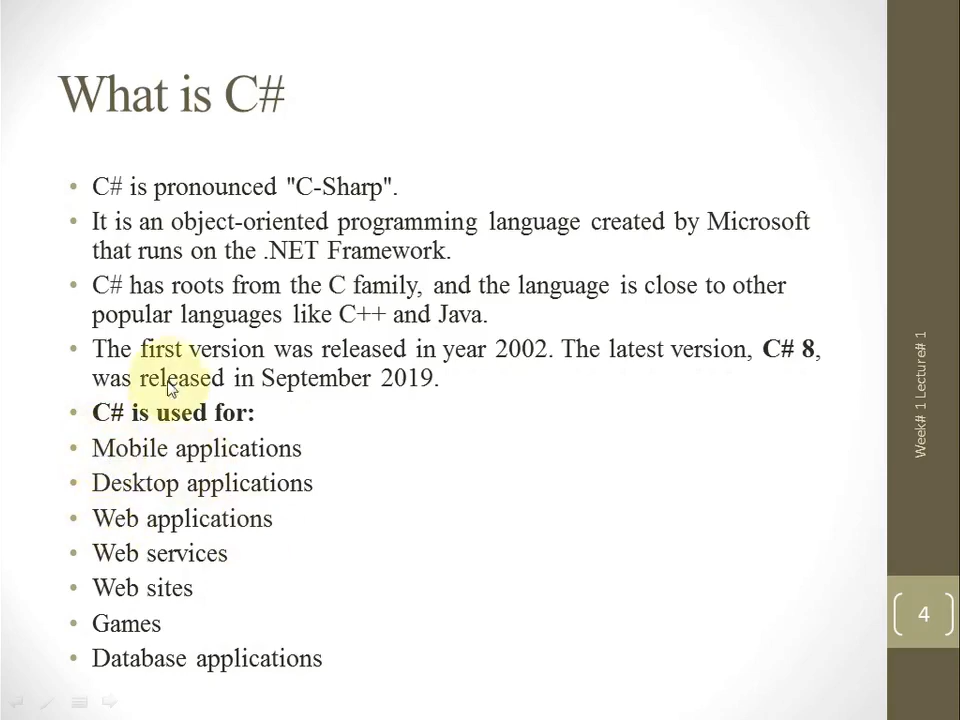 What is C#
• C# is pronounced "C-Sharp".
• It is an object-oriented programming language created by Microsoft
that runs on the .NET Framework.
• C# has roots from the C family, and the language is close to other
popular languages like C++ and Java.
• The first version was released in year 2002. The latest version, C# 8,
was released in September 2019.
• C# is used for:
• Mobile applications
• Desktop applications
• Web applications
• Web services
• Web sites
• Games
• Database applications
Week# 1 Lecture# 1
4